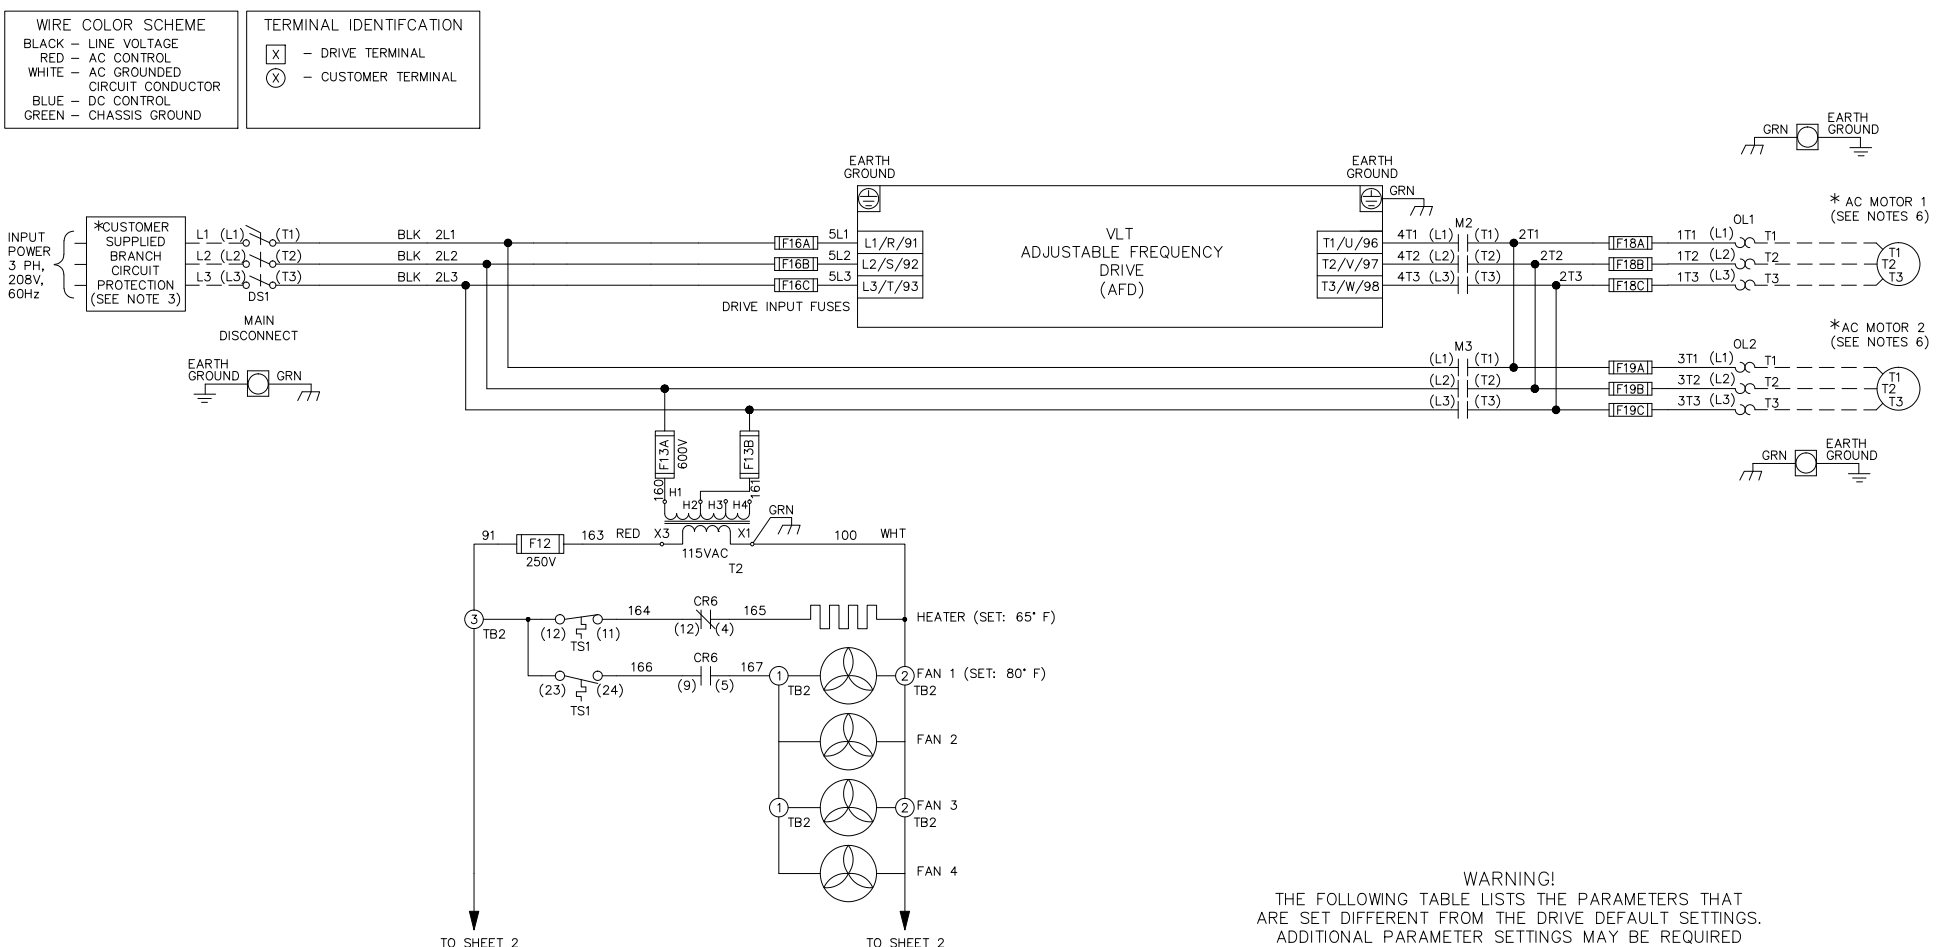 WIRE COLOR SCHEME
BLACK – LINE VOLTAGE
RED – AC CONTROL
WHITE – AC GROUNDED
CIRCUIT CONDUCTOR
BLUE – DC CONTROL
GREEN – CHASSIS GROUND
TERMINAL IDENTIFCATION
X – DRIVE TERMINAL
X – CUSTOMER TERMINAL
INPUT
POWER
3 PH,
208V,
60Hz
*CUSTOMER
SUPPLIED
BRANCH
CIRCUIT
PROTECTION
(SEE NOTE 3)
L1 (L1) (T1) BLK 2L1
L2 (L2) (T2) BLK 2L2
L3 (L3) (T3) BLK 2L3
DS1
MAIN
DISCONNECT
EARTH
GROUND GRN
F16A 5L1
F16B 5L2
F16C 5L3
DRIVE INPUT FUSES
EARTH
GROUND
L1/R/91
L2/S/92
L3/T/93
VLT
ADJUSTABLE FREQUENCY
DRIVE
(AFD)
EARTH
GROUND
GRN
T1/U/96
T2/V/97
T3/W/98
M2
4T1 (L1) (T1) 2T1
4T2 (L2) (T2) 2T2
4T3 (L3) (T3) 2T3
F18A
F18B
F18C
OL1
1T1 (L1) T1
1T2 (L2) T2
1T3 (L3) T3
GRN EARTH
GROUND
* AC MOTOR 1
(SEE NOTES 6)
T1
T2
T3
M3
(L1) (T1)
(L2) (T2)
(L3) (T3)
F19A
F19B
F19C
OL2
3T1 (L1) T1
3T2 (L2) T2
3T3 (L3) T3
* AC MOTOR 2
(SEE NOTES 6)
T1
T2
T3
GRN EARTH
GROUND
F13A
600V
F13B
160
161
H1
H2 H3 H4
GRN
91 F12 163 RED X3 X1 100 WHT
250V
115VAC
T2
3
TB2
(12) (11)
TS1
164
CR6
(12) (4)
165
HEATER (SET: 65° F)
(23) (24)
TS1
166
CR6
(9) (5)
167
1
TB2
2
TB2
FAN 1 (SET: 80° F)
FAN 2
1
TB2
2
TB2
FAN 3
FAN 4
TO SHEET 2
TO SHEET 2
WARNING!
THE FOLLOWING TABLE LISTS THE PARAMETERS THAT
ARE SET DIFFERENT FROM THE DRIVE DEFAULT SETTINGS.
ADDITIONAL PARAMETER SETTINGS MAY BE REQUIRED